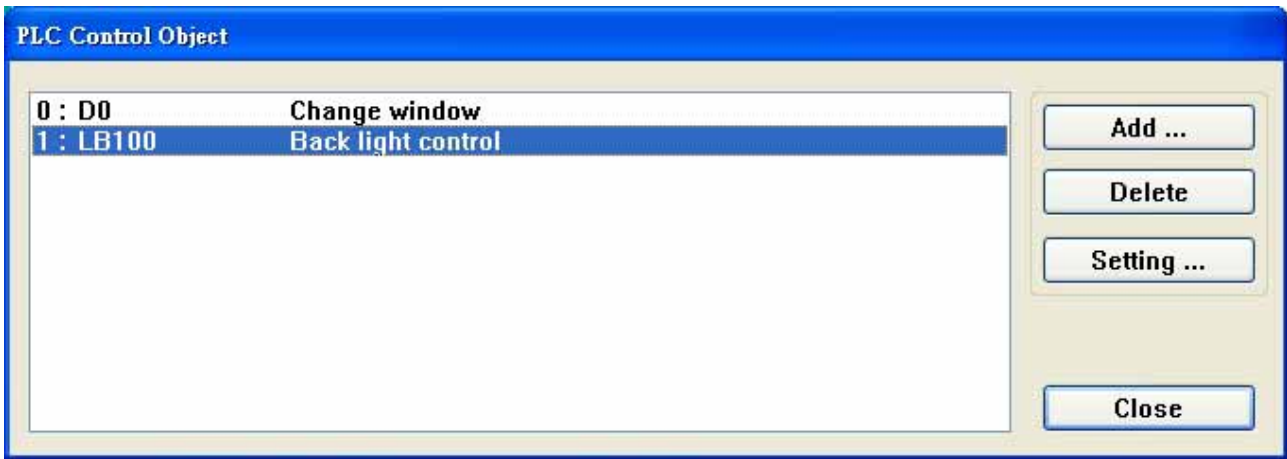 PLC Control Object
0 : D0 Change window
1 : LB100 Back light control
Add ...
Delete
Setting ...
Close